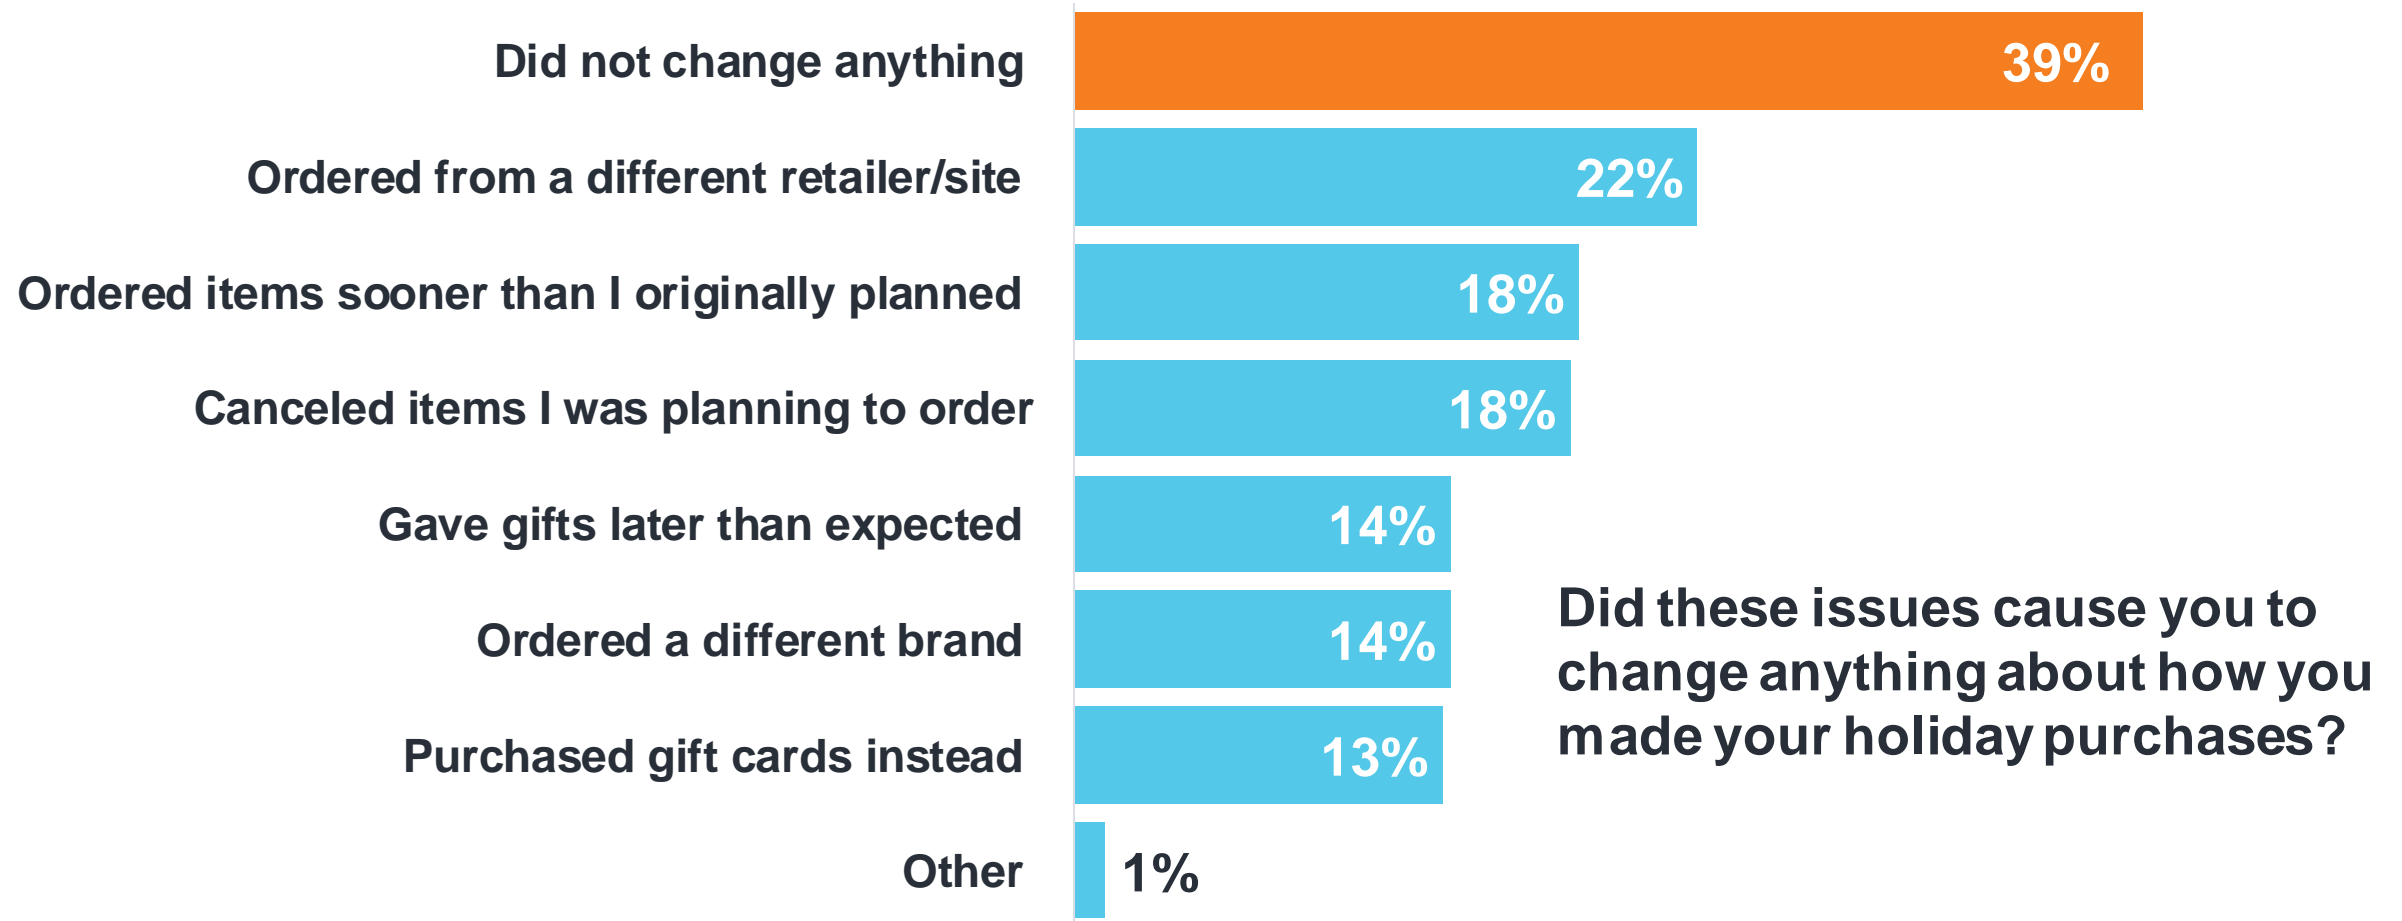 Did not change anything 39%
Ordered from a different retailer/site 22%
Ordered items sooner than I originally planned 18%
Canceled items I was planning to order 18%
Gave gifts later than expected 14%
Ordered a different brand 14%
Purchased gift cards instead 13%
Other 1%
Did these issues cause you to
change anything about how you
made your holiday purchases?